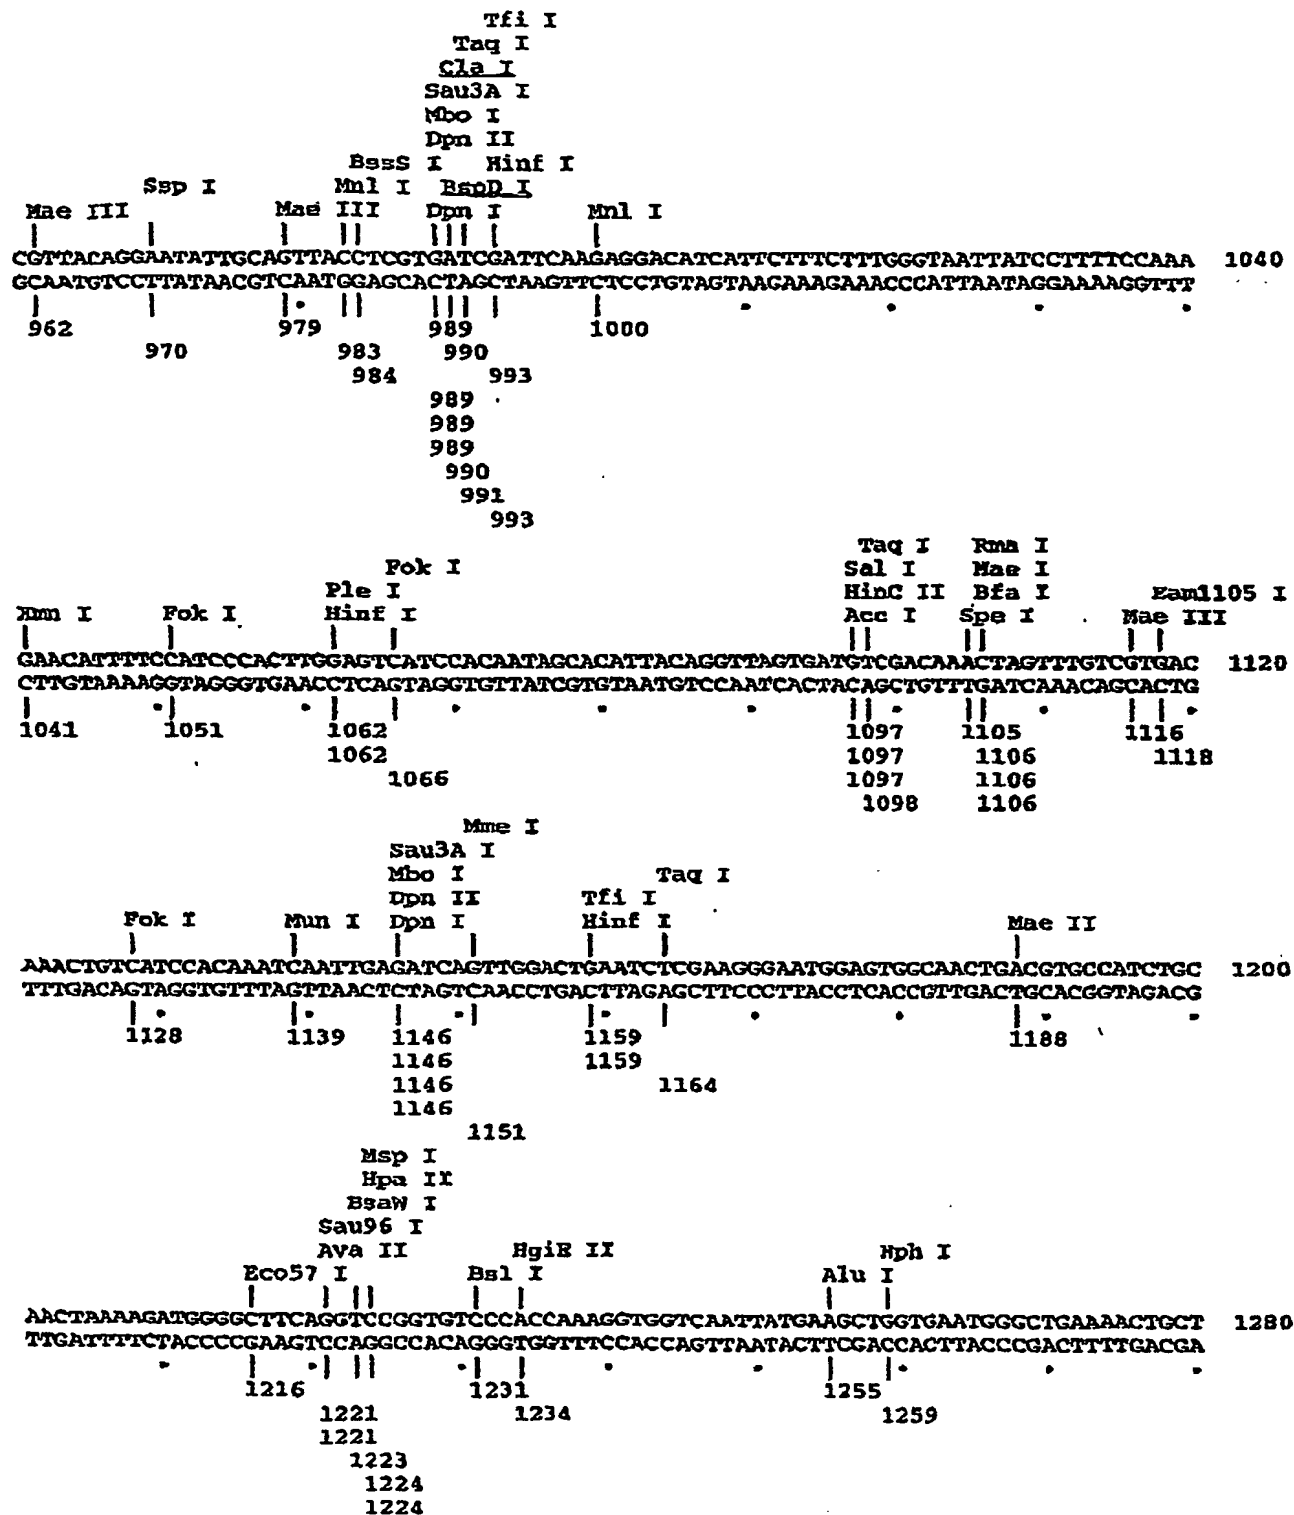 Tfi I
Taq I
Cla I
Sau3A I
Mbo I
Dpn II
BssS I Hinf I
Ssp I Mnl I BspD I
Mae III Mae III Dpn I Mnl I
CGTTACAGGAATATTGCAGTTACCTCGTGATCGATTCAAGAGGACATCATTCTTTCTTTGGGTAATTATCCTTTTCCAAA 1040
GCAATGTCCTTATAACGTCAATGGAGCACTAGCTAAGTTCTCCTGTAGTAAGAAAGAAACCCATTAATAGGAAAAGGTTT
962 979 989 1000
970 983 990
984 993
989
989
989
990
991
993
Taq I Rma I
Fok I Sal I Mae I
Ple I HinC II Bfa I Eam1105 I
Xmn I Fok I Hinf I Acc I Spe I Mae III
GAACATTTTCCATCCCACTTGGAGTCATCCACAATAGCACATTACAGGTTAGTGATGTCGACAAACTAGTTTGTCGTGAC 1120
CTTGTAAAAGGTAGGGTGAACCTCAGTAGGTGTTATCGTGTAATGTCCAATCACTACAGCTGTTTGATCAAACAGCACTG
1041 1051 1062 1097 1105 1116
1062 1097 1106 1118
1066 1097 1106
1098 1106
Mme I
Sau3A I
Mbo I Taq I
Dpn II Tfi I
Fok I Mun I Dpn I Hinf I Mae II
AAACTGTCATCCACAAATCAATTGAGATCAGTTGGACTGAATCTCGAAGGGAATGGAGTGGCAACTGACGTGCCATCTGC 1200
TTTGACAGTAGGTGTTTAGTTAACTCTAGTCAACCTGACTTAGAGCTTCCCTTACCTCACCGTTGACTGCACGGTAGACG
1128 1139 1146 1159 1188
1146 1159
1146 1164
1146
1151
Msp I
Hpa II
BsaW I
Sau96 I
Ava II HgiE II Hph I
Eco57 I Bsl I Alu I
AACTAAAAGATGGGGCTTCAGGTCCGGTGTCCCACCAAAGGTGGTCAATTATGAAGCTGGTGAATGGGCTGAAAACTGCT 1280
TTGATTTTCTACCCCGAAGTCCAGGCCACAGGGTGGTTTCCACCAGTTAATACTTCGACCACTTACCCGACTTTTGACGA
1216 1231 1255
1221 1234 1259
1221
1223
1224
1224